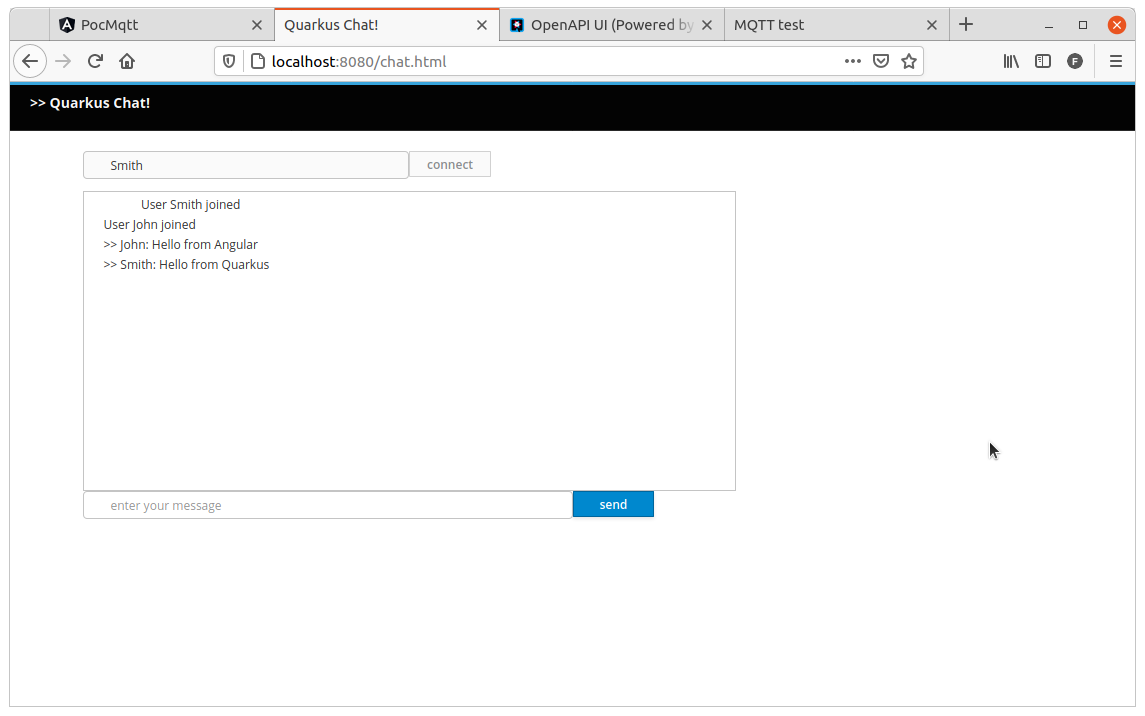 PocMqtt
Quarkus Chat!
OpenAPI UI (Powered by
MQTT test
localhost:8080/chat.html
F
>> Quarkus Chat!
Smith
connect
User Smith joined
User John joined
>> John: Hello from Angular
>> Smith: Hello from Quarkus
enter your message
send